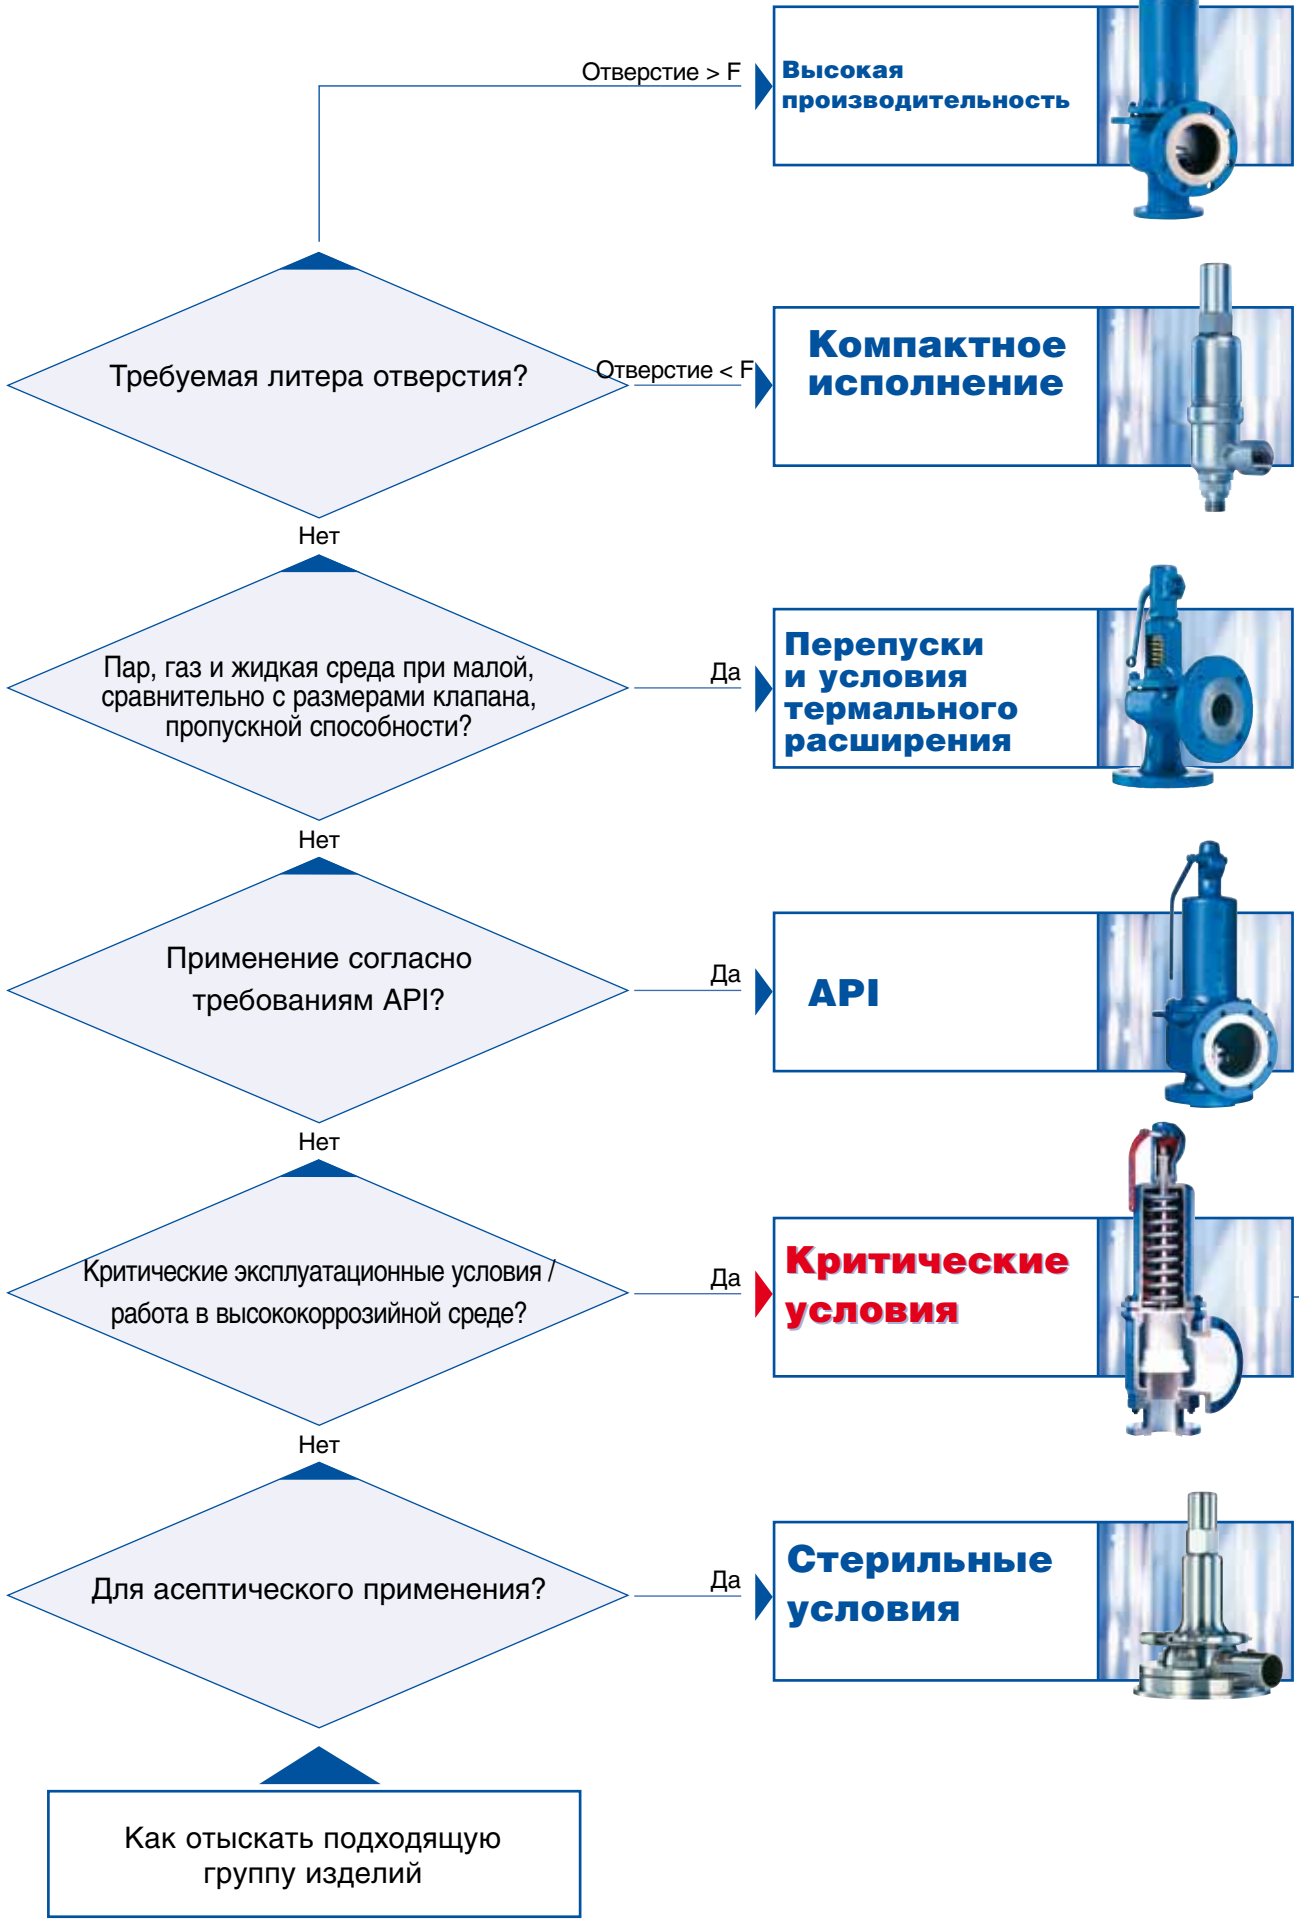 Отверстие > F
Высокая
производительность
Требуемая литера отверстия?
Отверстие < F
Компактное
исполнение
Нет
Пар, газ и жидкая среда при малой,
сравнительно с размерами клапана,
пропускной способности?
Да
Перепуски
и условия
термального
расширения
Нет
Применение согласно
требованиям API?
Да
API
Нет
Критические эксплуатационные условия /
работа в высококоррозийной среде?
Да
Критические
условия
Нет
Для асептического применения?
Да
Стерильные
условия
Как отыскать подходящую
группу изделий